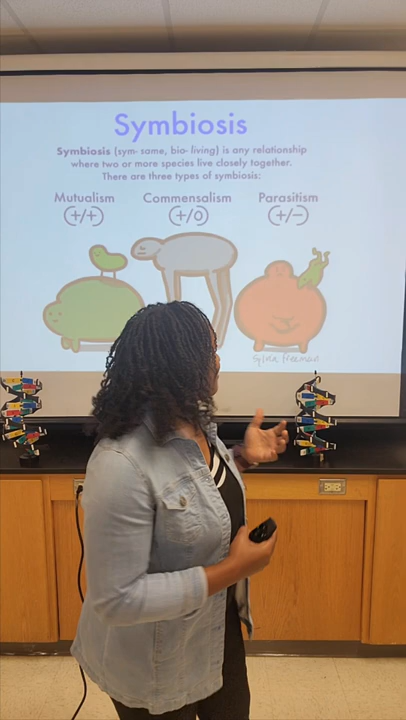 Symbiosis
Symbiosis (sym- same, bio- living) is any relationship
where two or more species live closely together.
There are three types of symbiosis:
Mutualism Commensalism Parasitism
(+/+) (+/0) (+/−)
Sylvia